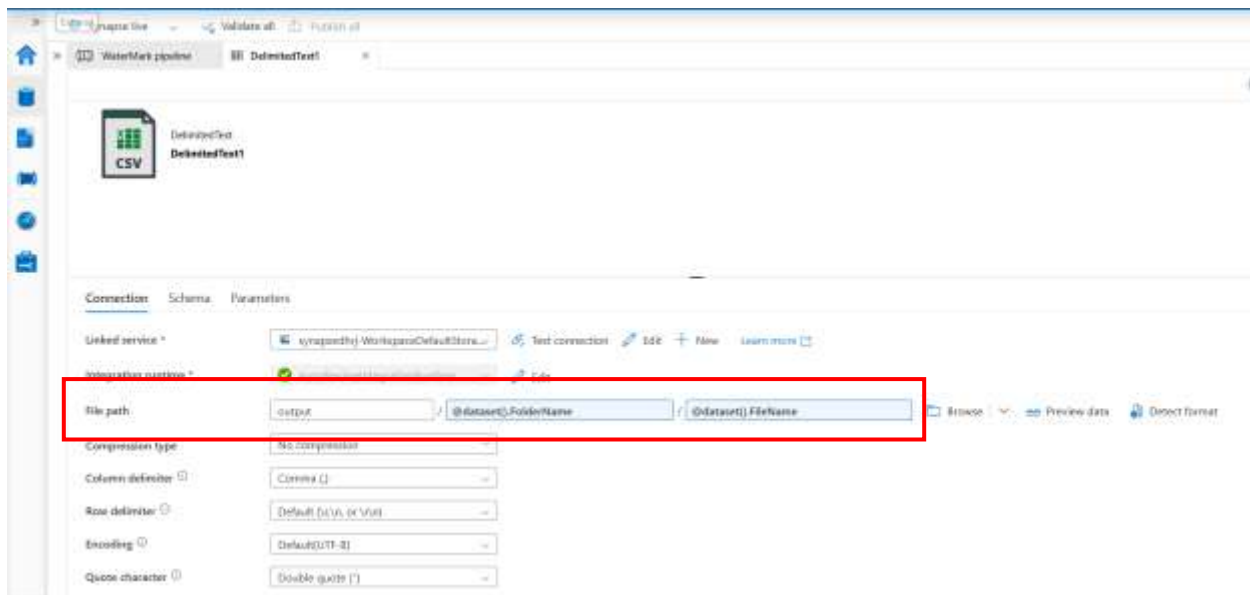 Synapse live Validate all Publish all
WaterMark pipeline DelimitedText1
CSV
DelimitedText
DelimitedText1
Connection Schema Parameters
Linked service * Test connection Edit New Learn more
Integration runtime * Edit
File path output / @dataset().FolderName / @dataset().FileName Browse Preview data Detect format
Compression type No compression
Column delimiter Comma (,)
Row delimiter Default (\r,\n, or \r\n)
Encoding Default(UTF-8)
Quote character Double quote (")